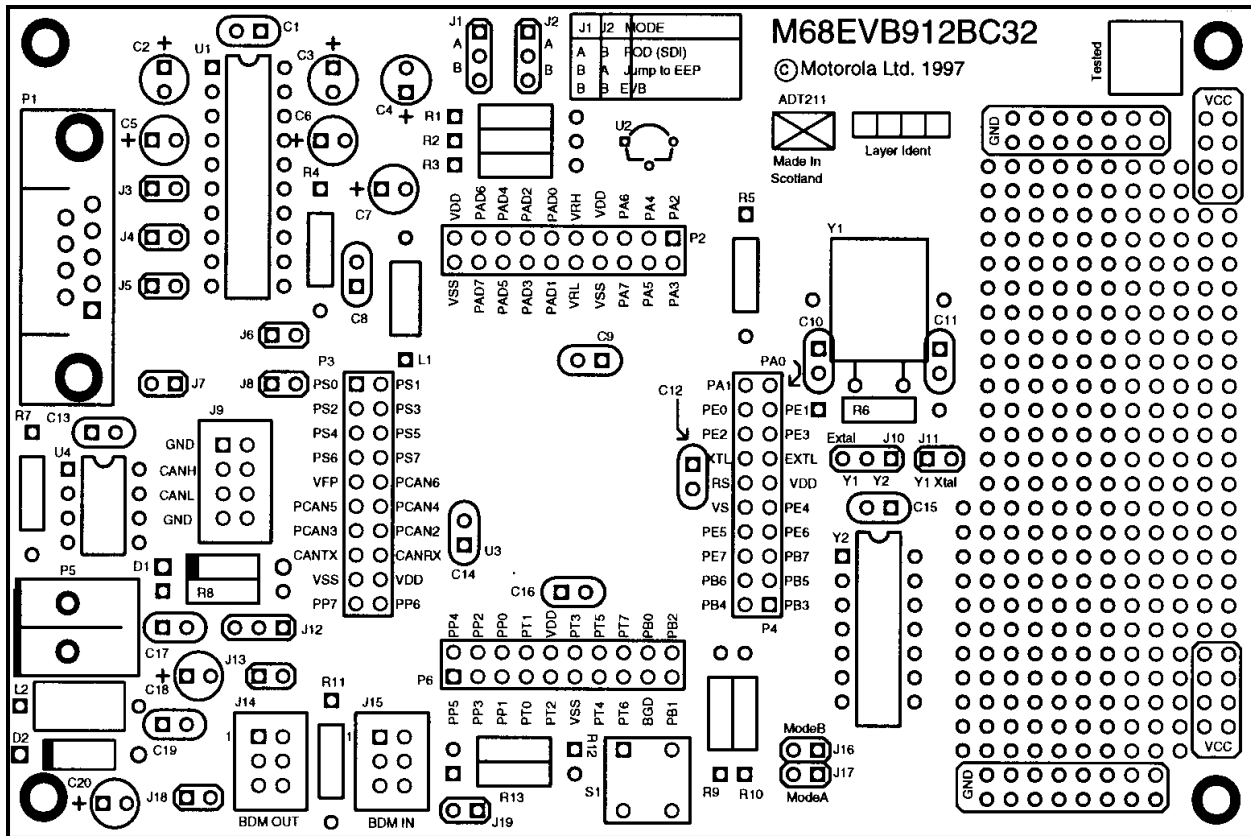 J1
J2
J1 J2 MODE
A B POD (SDI)
B A Jump to EEP
B B EVB
A
B
A
B
M68EVB912BC32
© Motorola Ltd. 1997
Tested
ADT211
Made In
Scotland
Layer Ident
GND
VCC
C1
C2
+
U1
C3
+
C4
+
P1
C5
+
C6
+
R1
R2
R3
U2
J3
R4
C7
+
J4
J5
C8
J6
L1
VDD PAD6 PAD4 PAD2 PAD0 VRH VDD PA6 PA4 PA2
P2
VSS PAD7 PAD5 PAD3 PAD1 VRL VSS PA7 PA5 PA3
R5
Y1
C10
C11
C9
C12
J7
J8
P3
PS0 PS1
PS2 PS3
PS4 PS5
PS6 PS7
VFP PCAN6
PCAN5 PCAN4
PCAN3 PCAN2
CANTX CANRX
VSS VDD
PP7 PP6
PA0
PA1
PE0 PE1
PE2 PE3
XTL EXTL
RS VDD
VS PE4
PE5 PE6
PE7 PB7
PB6 PB5
PB4 PB3
P4
R6
Extal J10
Y1 Y2
J11
Y1 Xtal
C15
Y2
R7
C13
U4
J9
GND
CANH
CANL
GND
U3
C14
C16
D1
R8
P5
C17
J12
C18
+
J13
L2
C19
D2
C20
+
J18
R11
J14
1
BDM OUT
J15
1
BDM IN
PP4 PP2 PP0 PT1 VDD PT3 PT5 PT7 PB0 PB2
P6
PP5 PP3 PP1 PT0 PT2 VSS PT4 PT6 BGD PB1
R12
R13
J19
S1
R9
R10
ModeB
J16
J17
ModeA
GND
VCC